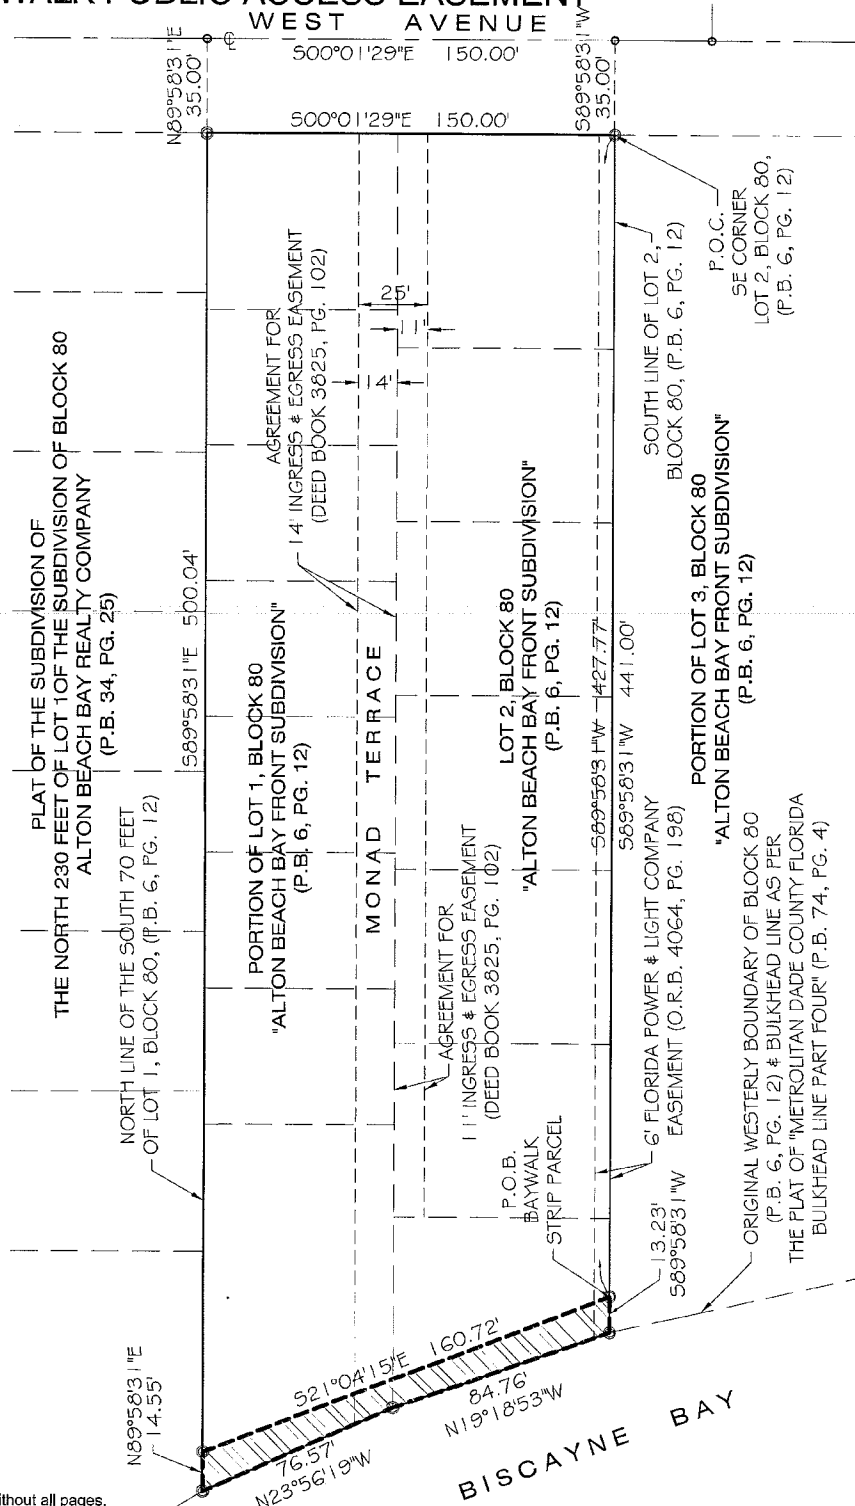 PUBLIC ACCESS EASEMENT
WEST AVENUE
N89°58'31"E
35.00'
℄
S00°01'29"E 150.00'
S89°58'31"W
35.00'
S00°01'29"E 150.00'
P.O.C.
SE CORNER
LOT 2, BLOCK 80,
(P.B. 6, PG. 12)
SOUTH LINE OF LOT 2,
BLOCK 80, (P.B. 6, PG. 12)
25'
11'
14'
AGREEMENT FOR
14' INGRESS & EGRESS EASEMENT
(DEED BOOK 3825, PG. 102)
PLAT OF THE SUBDIVISION OF
THE NORTH 230 FEET OF LOT 1OF THE SUBDIVISION OF BLOCK 80
ALTON BEACH BAY REALTY COMPANY
(P.B. 34, PG. 25)
S89°58'31"E 500.04'
PORTION OF LOT 1, BLOCK 80
"ALTON BEACH BAY FRONT SUBDIVISION"
(P.B. 6, PG. 12)
MONAD TERRACE
LOT 2, BLOCK 80
"ALTON BEACH BAY FRONT SUBDIVISION"
(P.B. 6, PG. 12)
S89°58'31"W 427.77'
S89°58'31"W 441.00'
PORTION OF LOT 3, BLOCK 80
"ALTON BEACH BAY FRONT SUBDIVISION"
(P.B. 6, PG. 12)
NORTH LINE OF THE SOUTH 70 FEET
OF LOT 1, BLOCK 80, (P.B. 6, PG. 12)
AGREEMENT FOR
11' INGRESS & EGRESS EASEMENT
(DEED BOOK 3825, PG. 102)
6' FLORIDA POWER & LIGHT COMPANY
EASEMENT (O.R.B. 4064, PG. 198)
ORIGINAL WESTERLY BOUNDARY OF BLOCK 80
(P.B. 6, PG. 12) & BULKHEAD LINE AS PER
THE PLAT OF "METROLITAN DADE COUNTY FLORIDA
BULKHEAD LINE PART FOUR" (P.B. 74, PG. 4)
P.O.B.
BAYWALK
STRIP PARCEL
13.23'
S89°58'31"W
S21°04'15"E 160.72'
84.76'
N19°18'53"W
N89°58'31"E
14.55'
76.57'
N23°56'19"W
BISCAYNE BAY
without all pages.